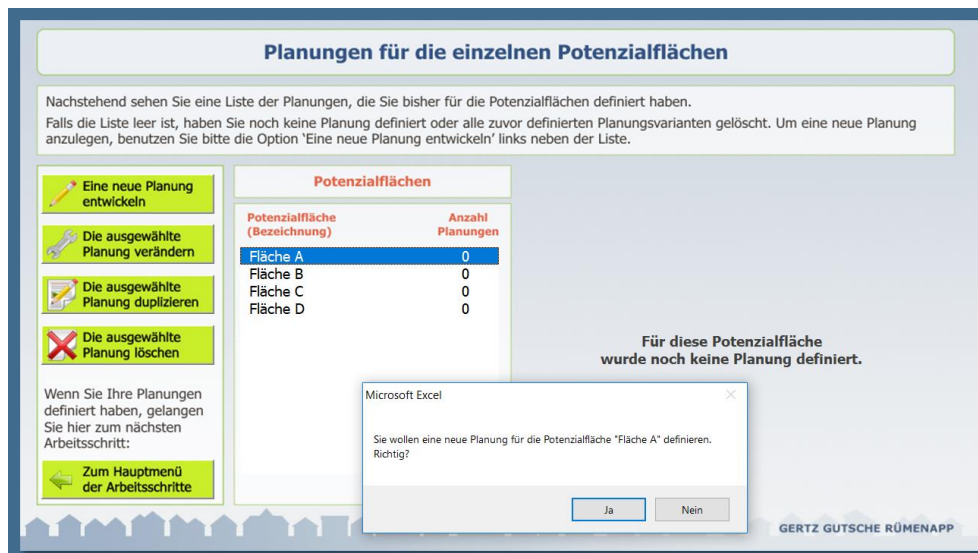 Planungen für die einzelnen Potenzialflächen
Nachstehend sehen Sie eine Liste der Planungen, die Sie bisher für die Potenzialflächen definiert haben.
Falls die Liste leer ist, haben Sie noch keine Planung definiert oder alle zuvor definierten Planungsvarianten gelöscht. Um eine neue Planung
anzulegen, benutzen Sie bitte die Option 'Eine neue Planung entwickeln' links neben der Liste.
Eine neue Planung
entwickeln
Die ausgewählte
Planung verändern
Die ausgewählte
Planung duplizieren
Die ausgewählte
Planung löschen
Wenn Sie Ihre Planungen
definiert haben, gelangen
Sie hier zum nächsten
Arbeitsschritt:
Zum Hauptmenü
der Arbeitsschritte
Potenzialflächen
Potenzialfläche Anzahl
(Bezeichnung) Planungen
Fläche A 0
Fläche B 0
Fläche C 0
Fläche D 0
Für diese Potenzialfläche
wurde noch keine Planung definiert.
Microsoft Excel
Sie wollen eine neue Planung für die Potenzialfläche "Fläche A" definieren.
Richtig?
Ja Nein
GERTZ GUTSCHE RÜMENAPP